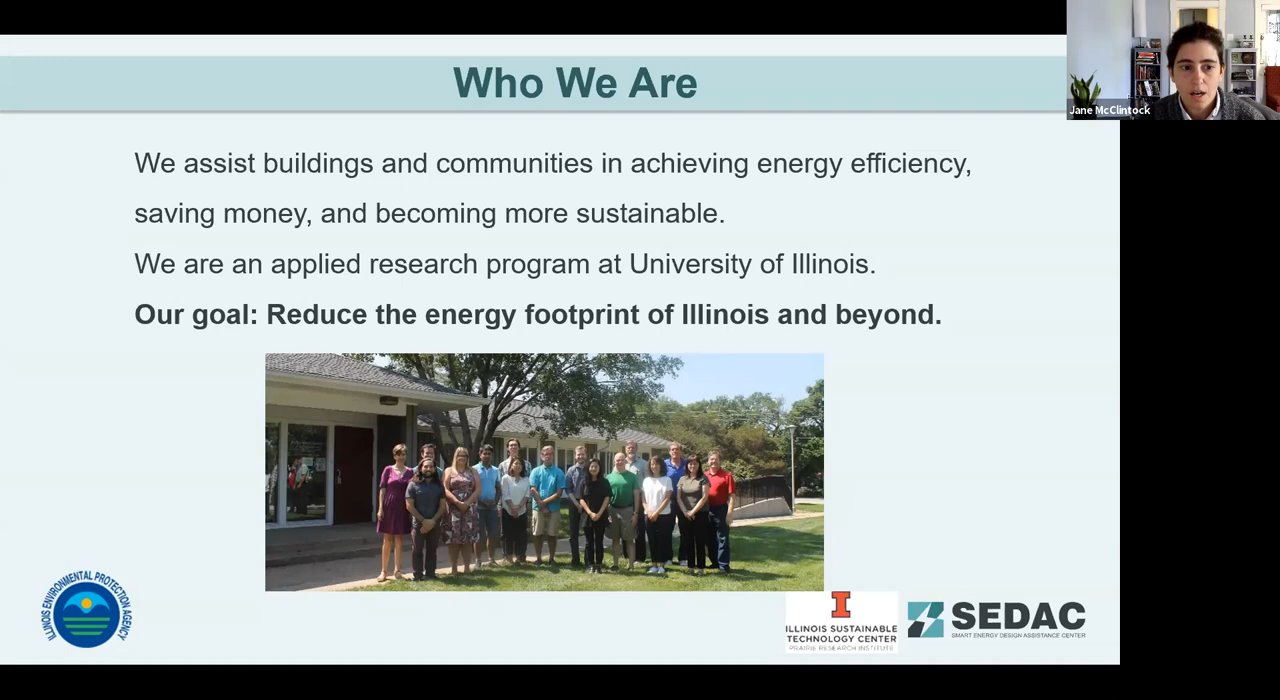 Who We Are
Jane McClintock
We assist buildings and communities in achieving energy efficiency,
saving money, and becoming more sustainable.
We are an applied research program at University of Illinois.
Our goal: Reduce the energy footprint of Illinois and beyond.
ILLINOIS ENVIRONMENTAL PROTECTION AGENCY
I
ILLINOIS SUSTAINABLE
TECHNOLOGY CENTER
PRAIRIE RESEARCH INSTITUTE
SEDAC
SMART ENERGY DESIGN ASSISTANCE CENTER